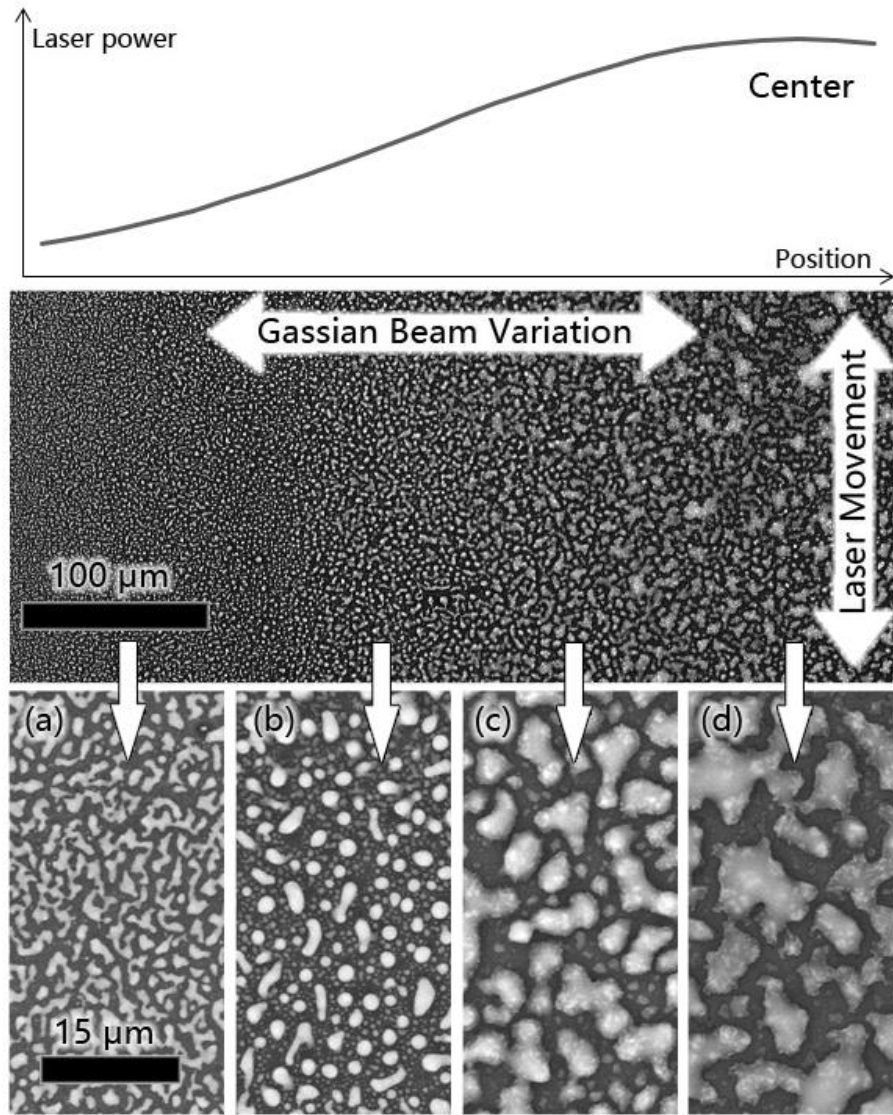 Laser power
Center
Position
Gassian Beam Variation
Laser Movement
100 μm
(a)
(b)
(c)
(d)
15 μm